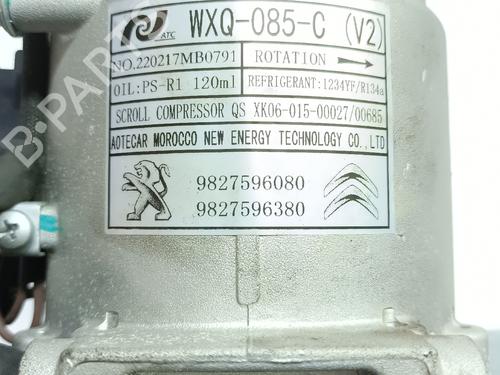 ATC WXQ-085-C (V2)
NO.220217MB0791 ROTATION
OIL:PS-R1 120ml REFRIGERANT:1234YF/R134a
SCROLL COMPRESSOR QS XK06-015-00027/00685
AOTECAR MOROCCO NEW ENERGY TECHNOLOGY CO.,LTD
9827596080
9827596380
B-PARTS